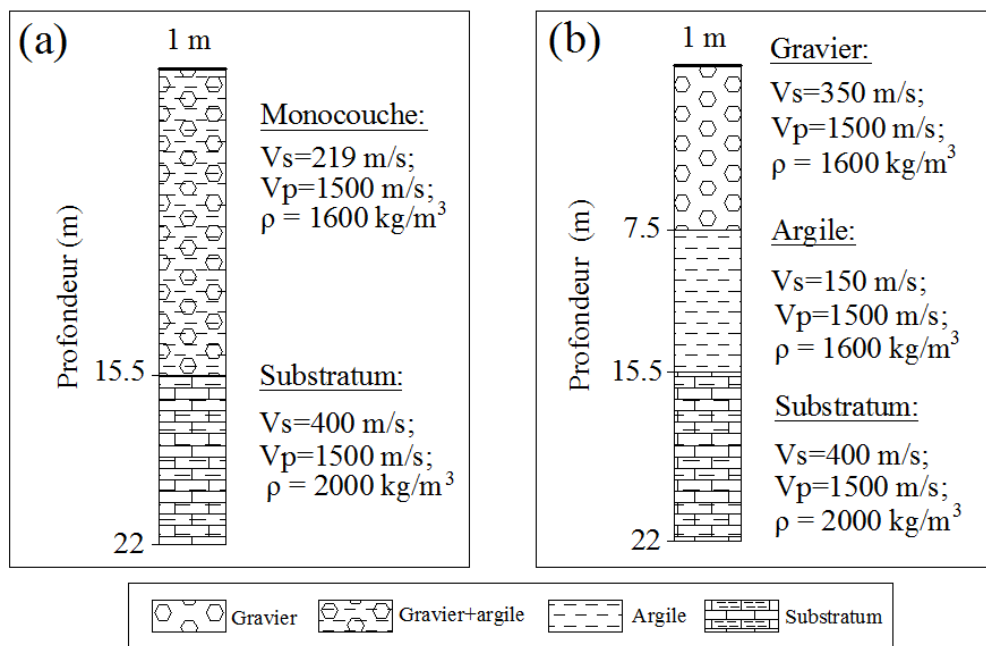 (a)
1 m
Monocouche:
Vs=219 m/s;
Vp=1500 m/s;
ρ = 1600 kg/m³
Profondeur (m)
15.5
Substratum:
Vs=400 m/s;
Vp=1500 m/s;
ρ = 2000 kg/m³
22
(b)
1 m
Gravier:
Vs=350 m/s;
Vp=1500 m/s;
ρ = 1600 kg/m³
7.5
Argile:
Profondeur (m)
Vs=150 m/s;
Vp=1500 m/s;
ρ = 1600 kg/m³
15.5
Substratum:
Vs=400 m/s;
Vp=1500 m/s;
ρ = 2000 kg/m³
22
Gravier
Gravier+argile
Argile
Substratum